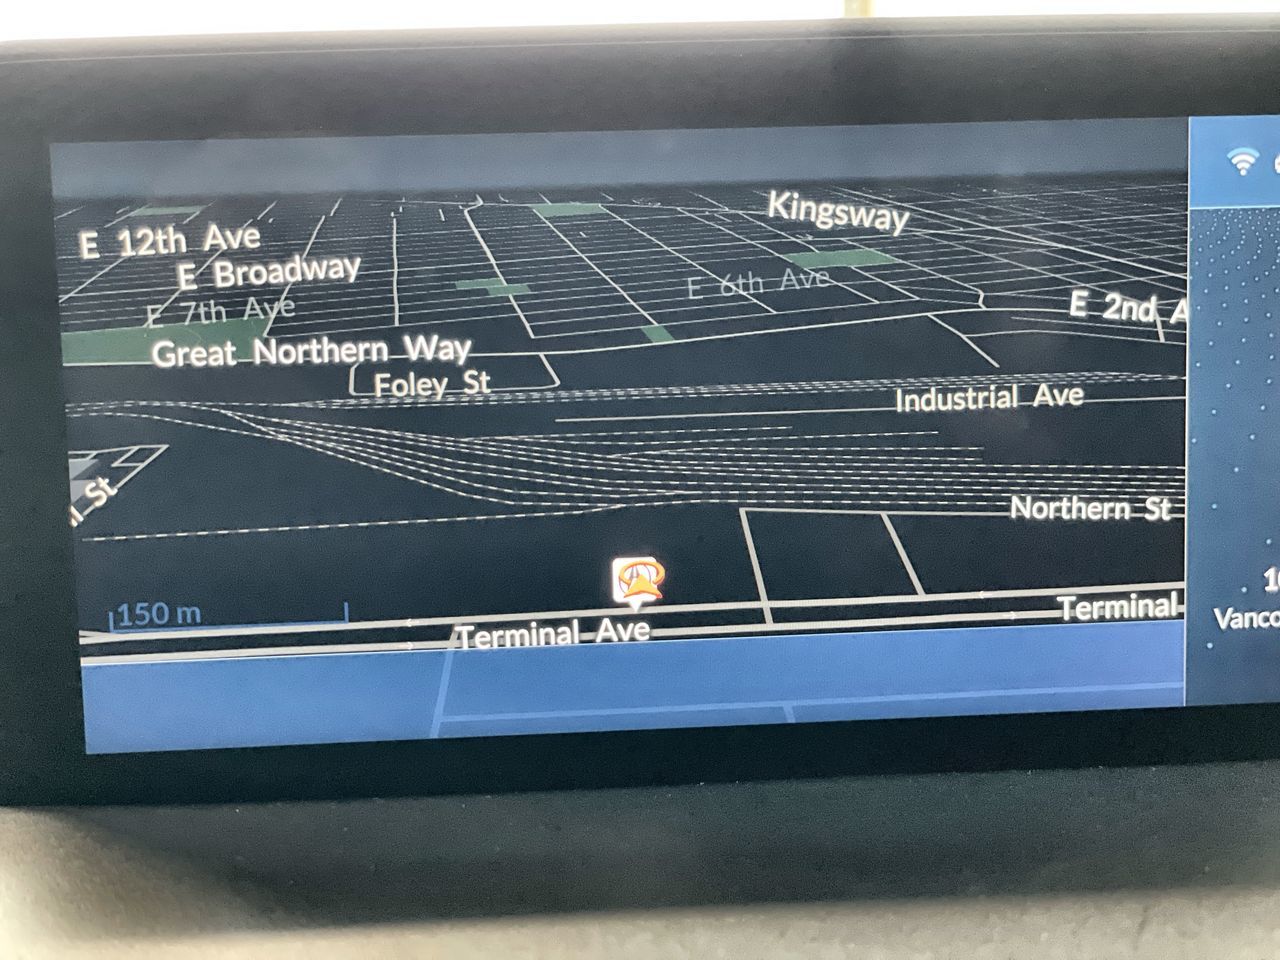 Kingsway
E 12th Ave
E Broadway
E 6th Ave
E 7th Ave
E 2nd A
Great Northern Way
Foley St
Industrial Ave
St
Northern St
150 m
Terminal
Terminal Ave
Vanco